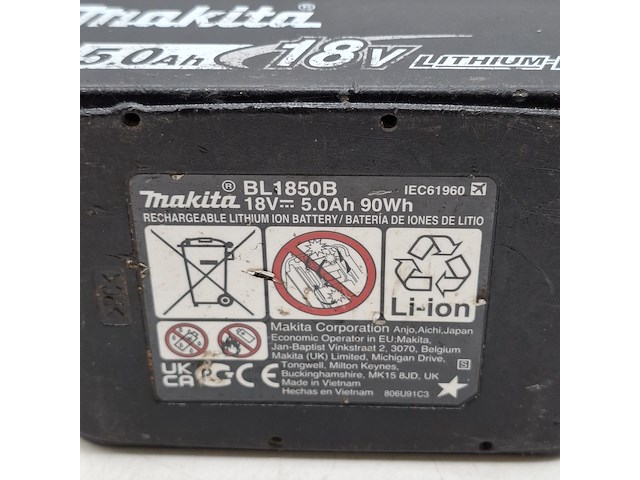 makita
5.0Ah 18V LITHIUM-
makita® BL1850B IEC61960
18V 5.0Ah 90Wh
RECHARGEABLE LITHIUM ION BATTERY / BATERÍA DE IONES DE LITIO
Li-ion
Makita Corporation Anjo,Aichi,Japan
Economic Operator in EU:Makita,
Jan-Baptist Vinkstraat 2, 3070, Belgium
Makita (UK) Limited, Michigan Drive,
Tongwell, Milton Keynes,
Buckinghamshire, MK15 8JD, UK
Made in Vietnam
Hechas en Vietnam 806U91C3
UK
CA
CE